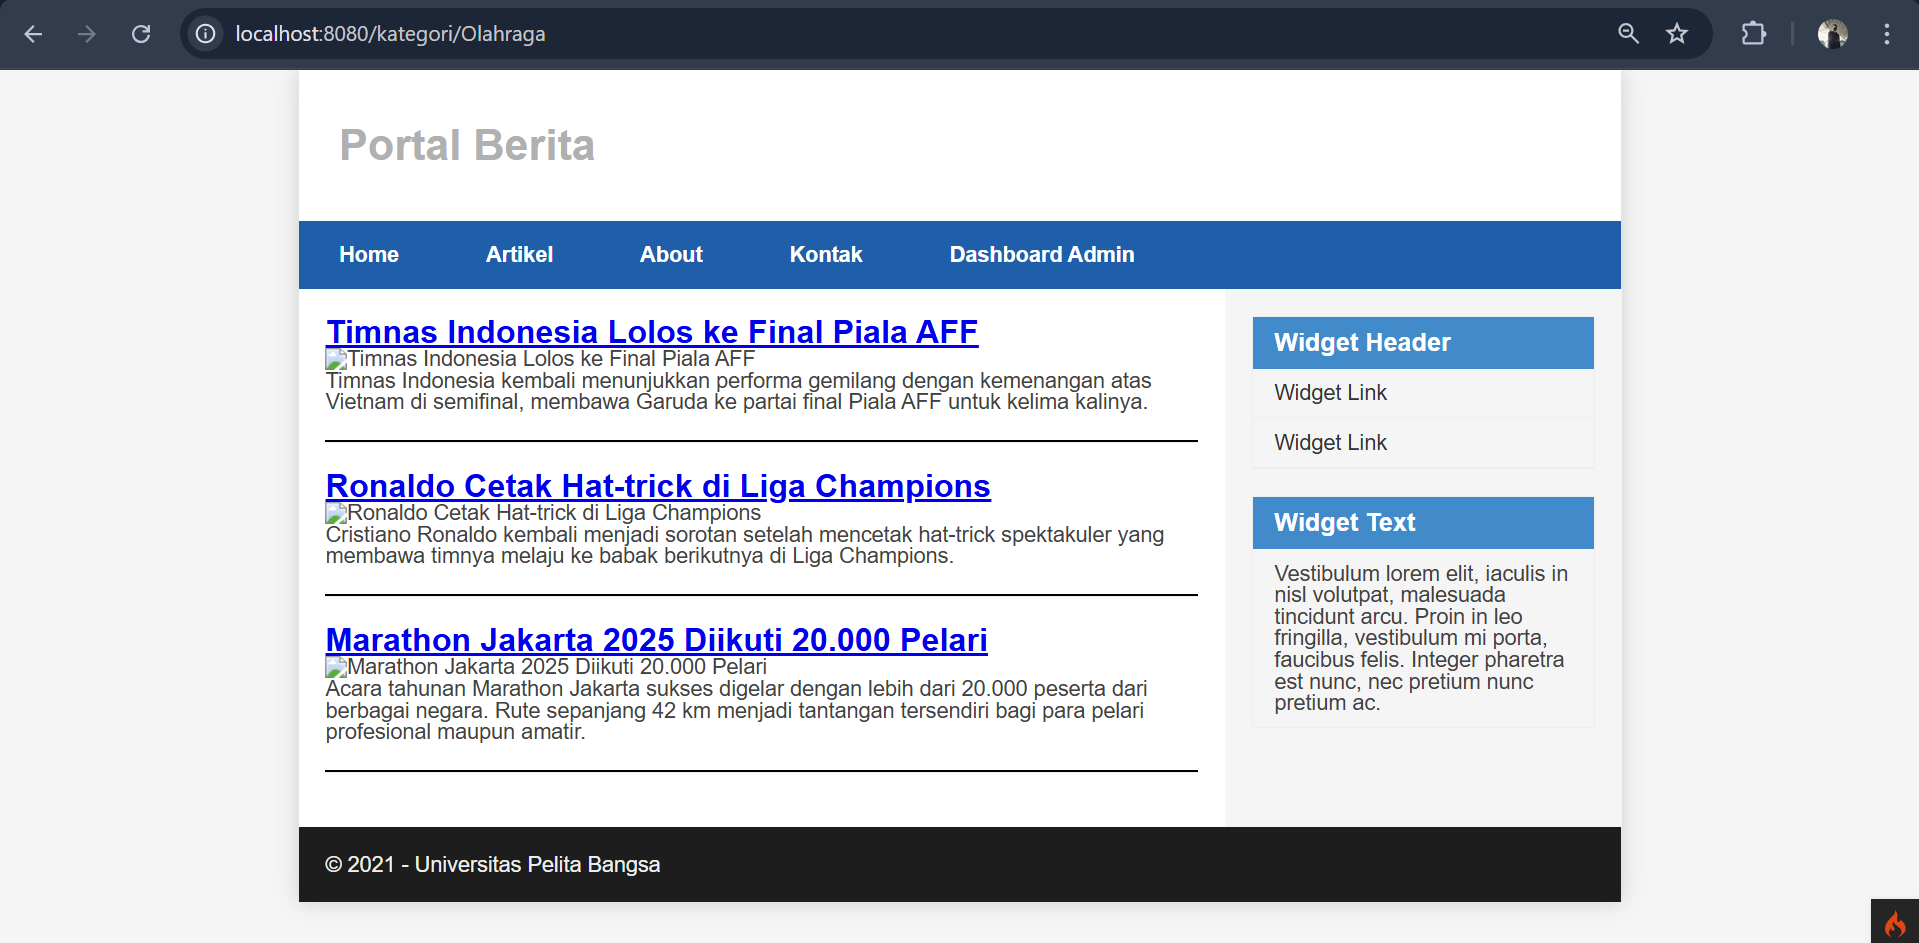 localhost:8080/kategori/Olahraga
Portal Berita
Home Artikel About Kontak Dashboard Admin
Timnas Indonesia Lolos ke Final Piala AFF
Timnas Indonesia Lolos ke Final Piala AFF
Timnas Indonesia kembali menunjukkan performa gemilang dengan kemenangan atas
Vietnam di semifinal, membawa Garuda ke partai final Piala AFF untuk kelima kalinya.
Ronaldo Cetak Hat-trick di Liga Champions
Ronaldo Cetak Hat-trick di Liga Champions
Cristiano Ronaldo kembali menjadi sorotan setelah mencetak hat-trick spektakuler yang
membawa timnya melaju ke babak berikutnya di Liga Champions.
Marathon Jakarta 2025 Diikuti 20.000 Pelari
Marathon Jakarta 2025 Diikuti 20.000 Pelari
Acara tahunan Marathon Jakarta sukses digelar dengan lebih dari 20.000 peserta dari
berbagai negara. Rute sepanjang 42 km menjadi tantangan tersendiri bagi para pelari
profesional maupun amatir.
Widget Header
Widget Link
Widget Link
Widget Text
Vestibulum lorem elit, iaculis in
nisl volutpat, malesuada
tincidunt arcu. Proin in leo
fringilla, vestibulum mi porta,
faucibus felis. Integer pharetra
est nunc, nec pretium nunc
pretium ac.
© 2021 - Universitas Pelita Bangsa